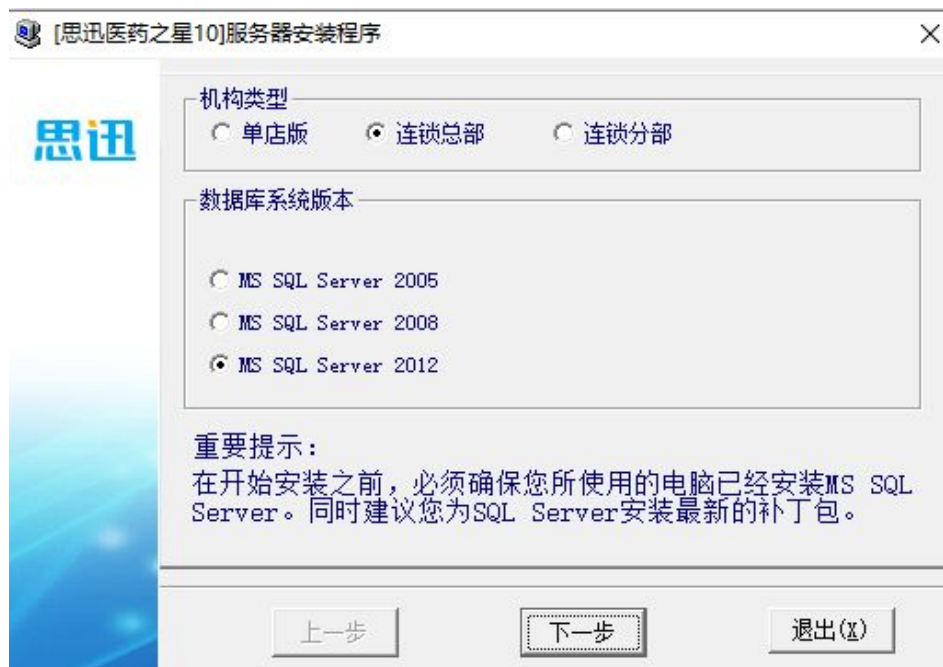 [思迅医药之星10]服务器安装程序
思迅
机构类型
单店版 连锁总部 连锁分部
数据库系统版本
MS SQL Server 2005
MS SQL Server 2008
MS SQL Server 2012
重要提示：
在开始安装之前，必须确保您所使用的电脑已经安装MS SQL
Server。同时建议您为SQL Server安装最新的补丁包。
上一步 下一步 退出(X)